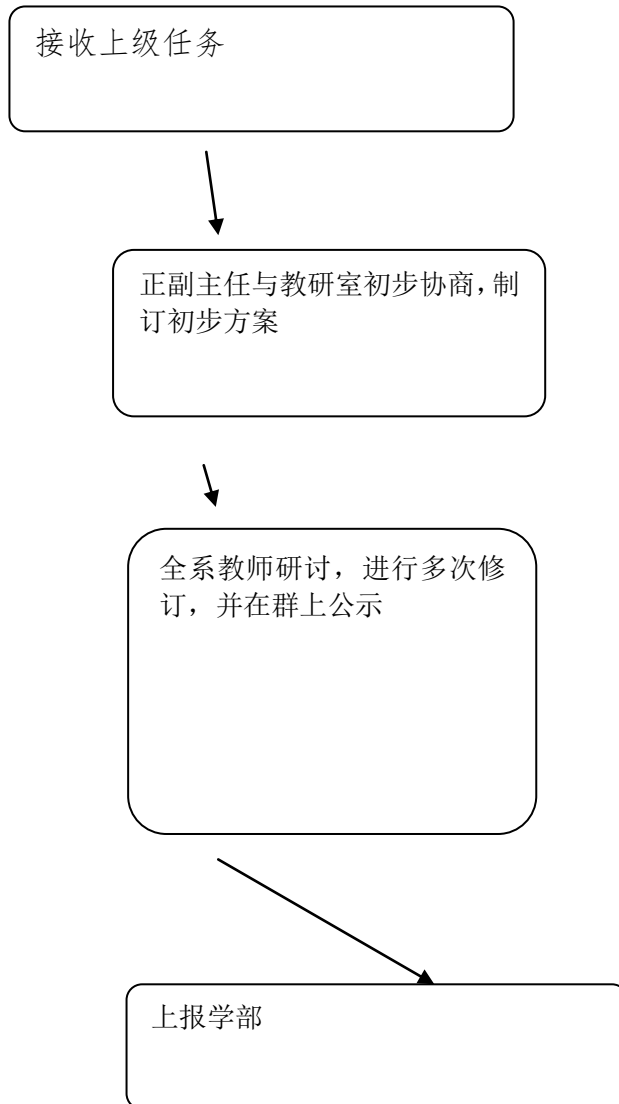 接收上级任务
正副主任与教研室初步协商，制
订初步方案
全系教师研讨，进行多次修
订，并在群上公示
上报学部